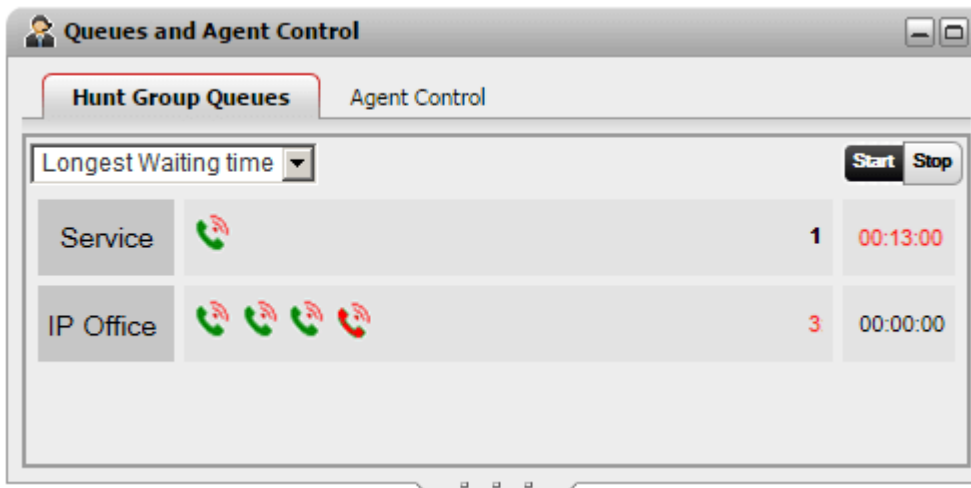 Queues and Agent Control
Hunt Group Queues Agent Control
Longest Waiting time Start Stop
Service 1 00:13:00
IP Office 3 00:00:00